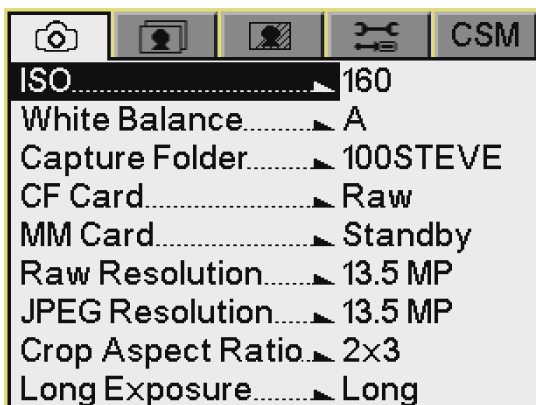 CSM
ISO 160
White Balance A
Capture Folder 100STEVE
CF Card Raw
MM Card Standby
Raw Resolution 13.5 MP
JPEG Resolution 13.5 MP
Crop Aspect Ratio 2x3
Long Exposure Long